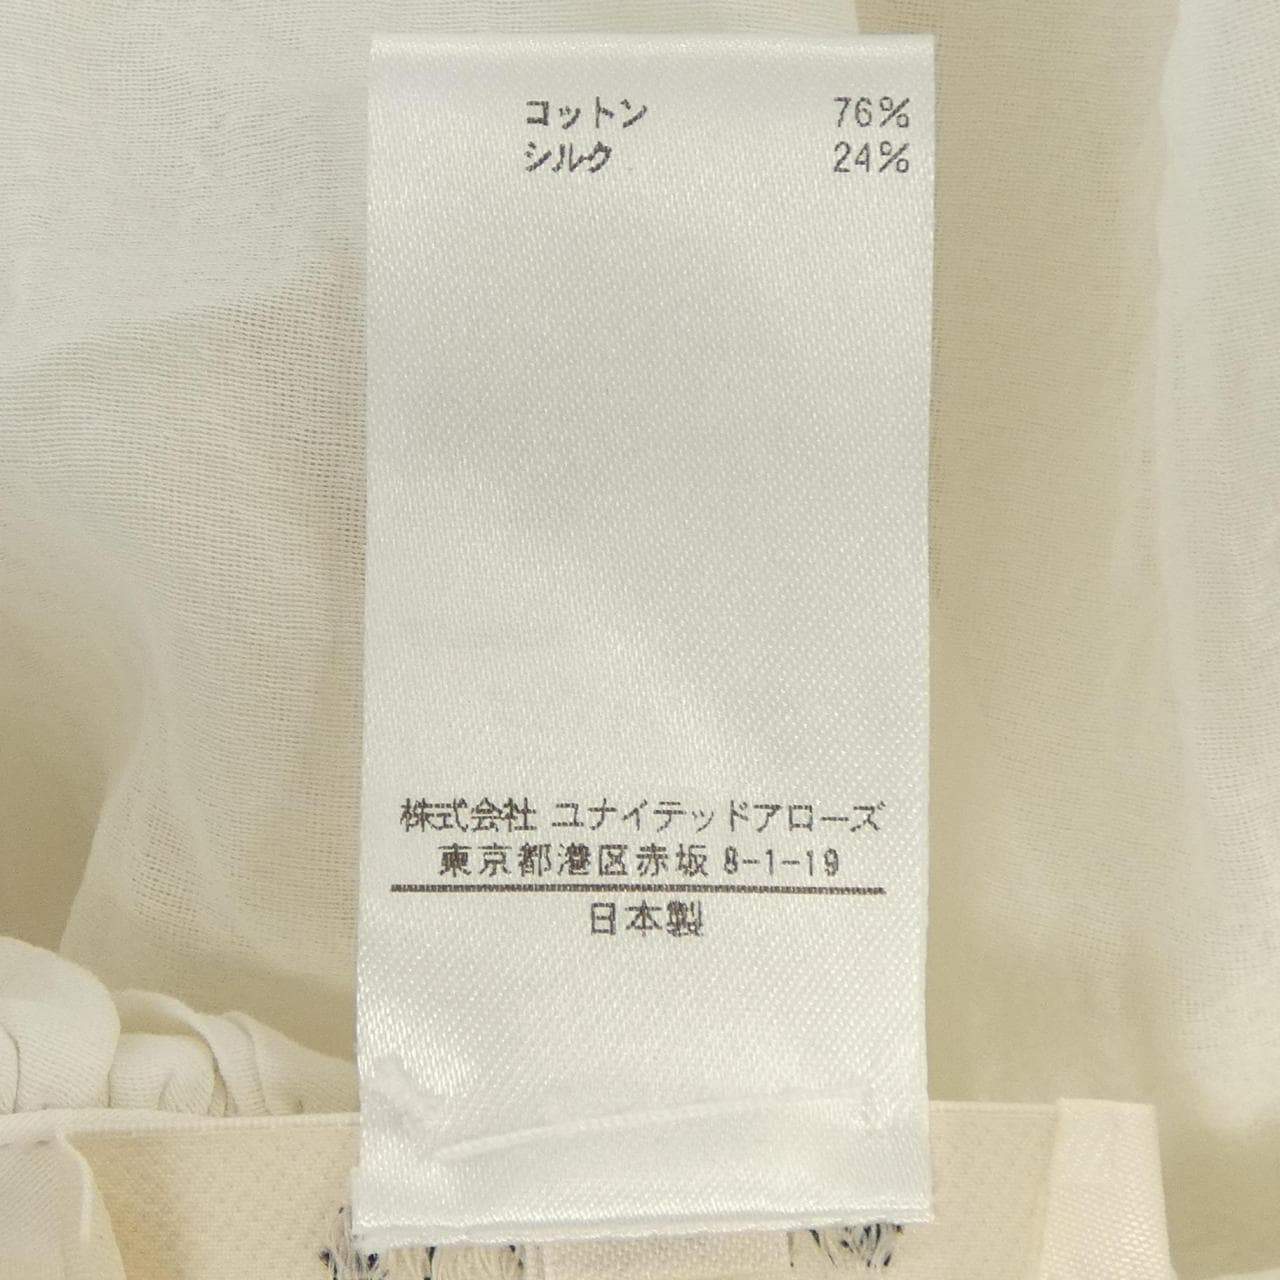 コットン 76%
シルク 24%
株式会社 ユナイテッドアローズ
東京都港区赤坂 8-1-19
日本製